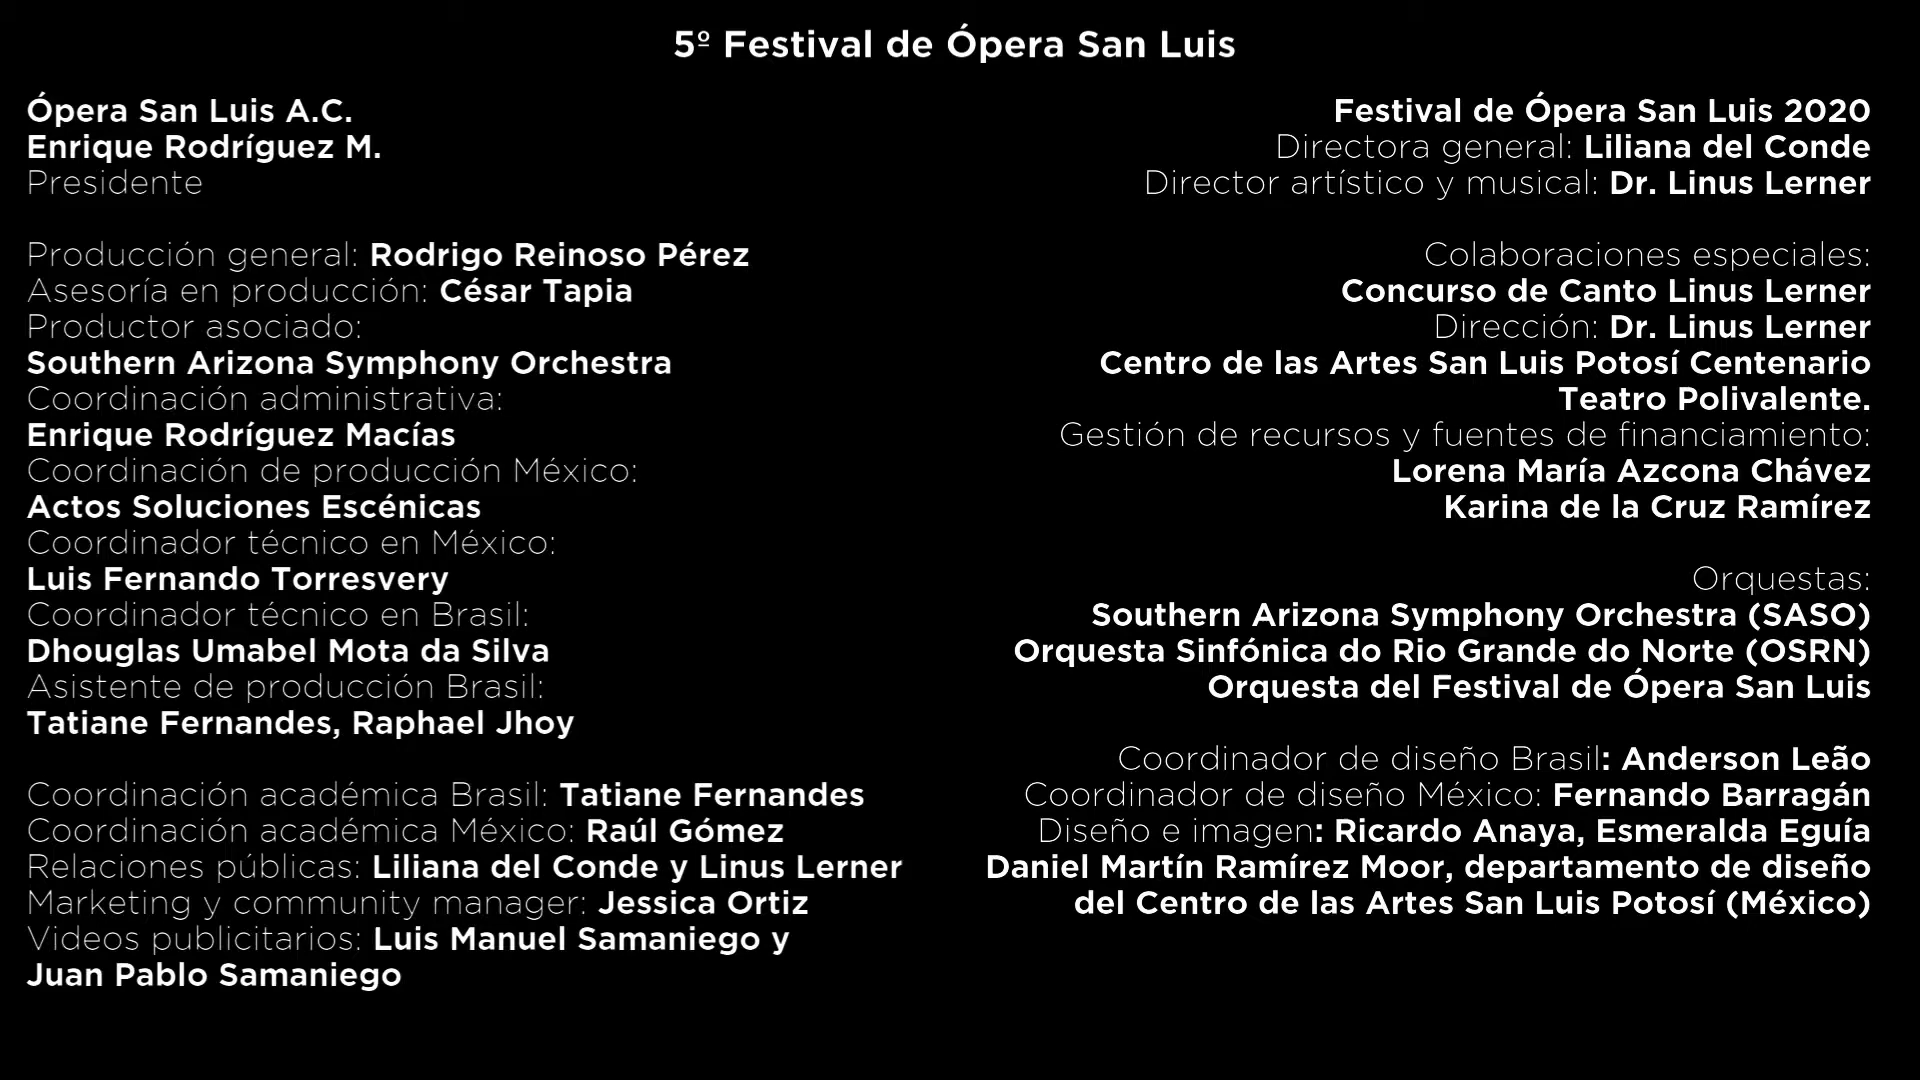 5º Festival de Ópera San Luis
Ópera San Luis A.C.
Enrique Rodríguez M.
Presidente
Producción general: Rodrigo Reinoso Pérez
Asesoría en producción: César Tapia
Productor asociado:
Southern Arizona Symphony Orchestra
Coordinación administrativa:
Enrique Rodríguez Macías
Coordinación de producción México:
Actos Soluciones Escénicas
Coordinador técnico en México:
Luis Fernando Torresvery
Coordinador técnico en Brasil:
Dhouglas Umabel Mota da Silva
Asistente de producción Brasil:
Tatiane Fernandes, Raphael Jhoy
Coordinación académica Brasil: Tatiane Fernandes
Coordinación académica México: Raúl Gómez
Relaciones públicas: Liliana del Conde y Linus Lerner
Marketing y community manager: Jessica Ortiz
Videos publicitarios: Luis Manuel Samaniego y
Juan Pablo Samaniego
Festival de Ópera San Luis 2020
Directora general: Liliana del Conde
Director artístico y musical: Dr. Linus Lerner
Colaboraciones especiales:
Concurso de Canto Linus Lerner
Dirección: Dr. Linus Lerner
Centro de las Artes San Luis Potosí Centenario
Teatro Polivalente.
Gestión de recursos y fuentes de financiamiento:
Lorena María Azcona Chávez
Karina de la Cruz Ramírez
Orquestas:
Southern Arizona Symphony Orchestra (SASO)
Orquesta Sinfónica do Rio Grande do Norte (OSRN)
Orquesta del Festival de Ópera San Luis
Coordinador de diseño Brasil: Anderson Leão
Coordinador de diseño México: Fernando Barragán
Diseño e imagen: Ricardo Anaya, Esmeralda Eguía
Daniel Martín Ramírez Moor, departamento de diseño
del Centro de las Artes San Luis Potosí (México)